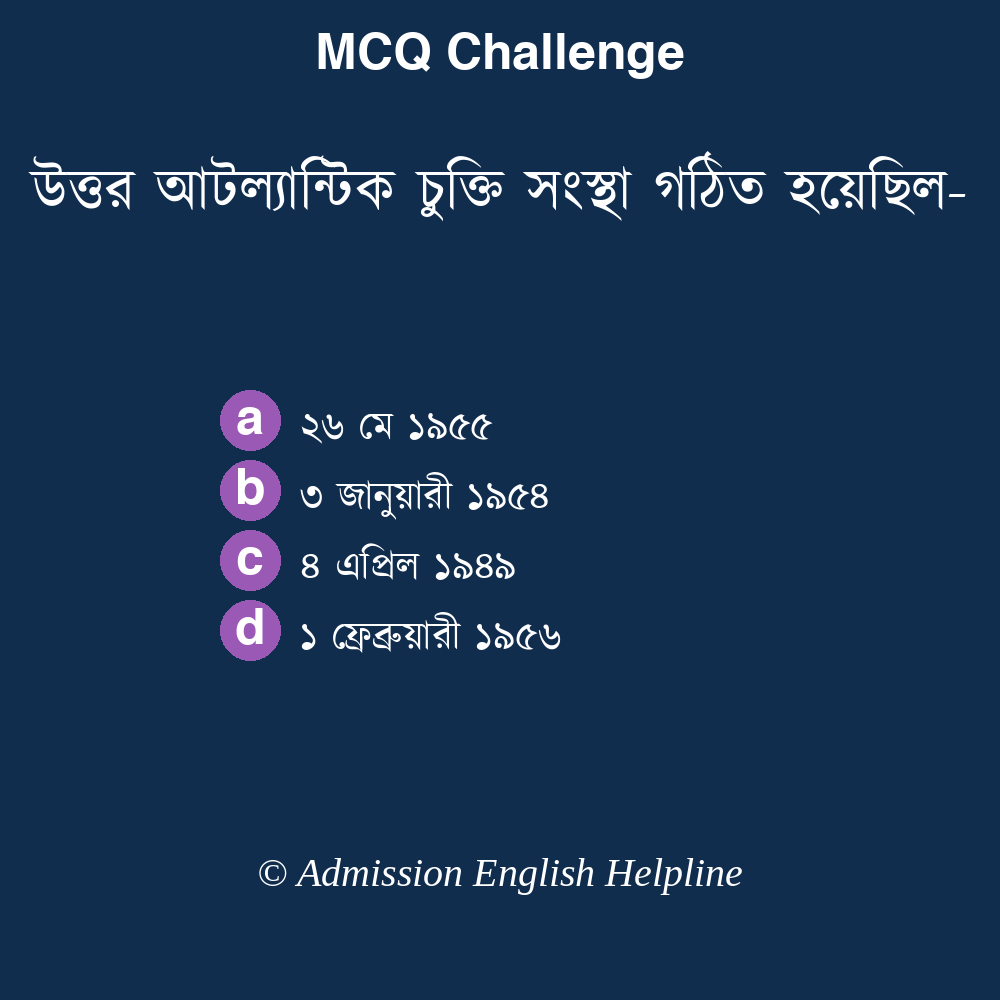 MCQ Challenge
উত্তর আটল্যান্টিক চুক্তি সংস্থা গঠিত হয়েছিল-
a ২৬ মে ১৯৫৫
b ৩ জানুয়ারী ১৯৫৪
c ৪ এপ্রিল ১৯৪৯
d ১ ফ্রেব্রুয়ারী ১৯৫৬
© Admission English Helpline